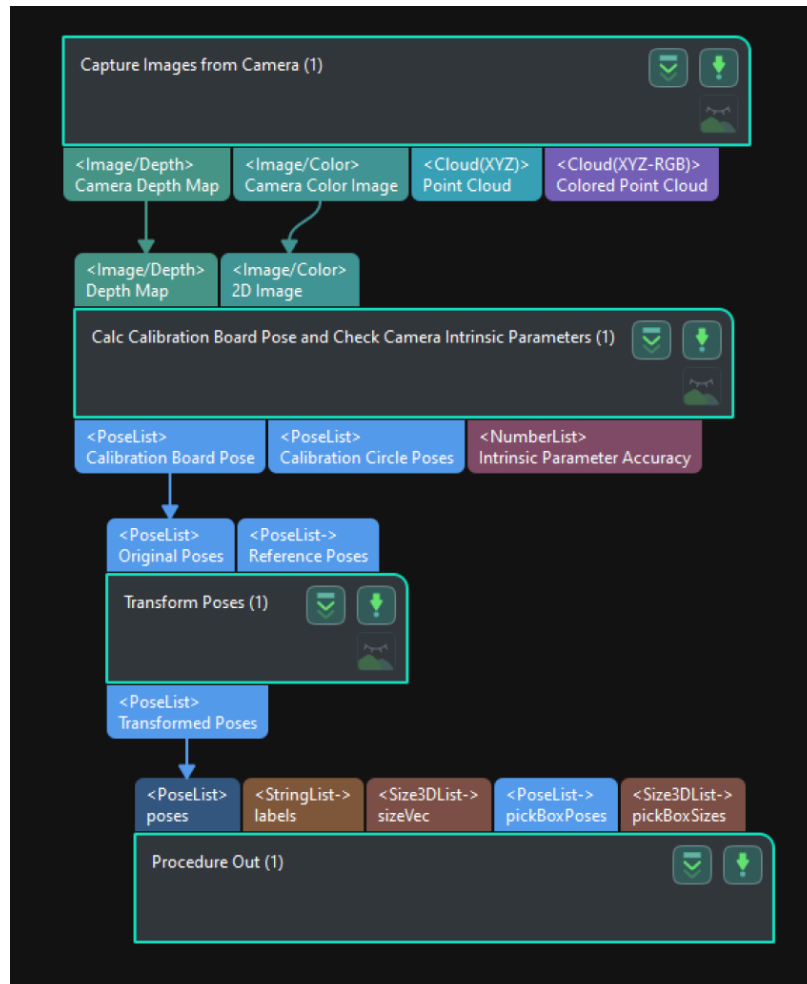 Capture Images from Camera (1)
<Image/Depth>
Camera Depth Map
<Image/Color>
Camera Color Image
<Cloud(XYZ)>
Point Cloud
<Cloud(XYZ-RGB)>
Colored Point Cloud
<Image/Depth>
Depth Map
<Image/Color>
2D Image
Calc Calibration Board Pose and Check Camera Intrinsic Parameters (1)
<PoseList>
Calibration Board Pose
<PoseList>
Calibration Circle Poses
<NumberList>
Intrinsic Parameter Accuracy
<PoseList>
Original Poses
<PoseList->
Reference Poses
Transform Poses (1)
<PoseList>
Transformed Poses
<PoseList>
poses
<StringList->
labels
<Size3DList->
sizeVec
<PoseList->
pickBoxPoses
<Size3DList->
pickBoxSizes
Procedure Out (1)